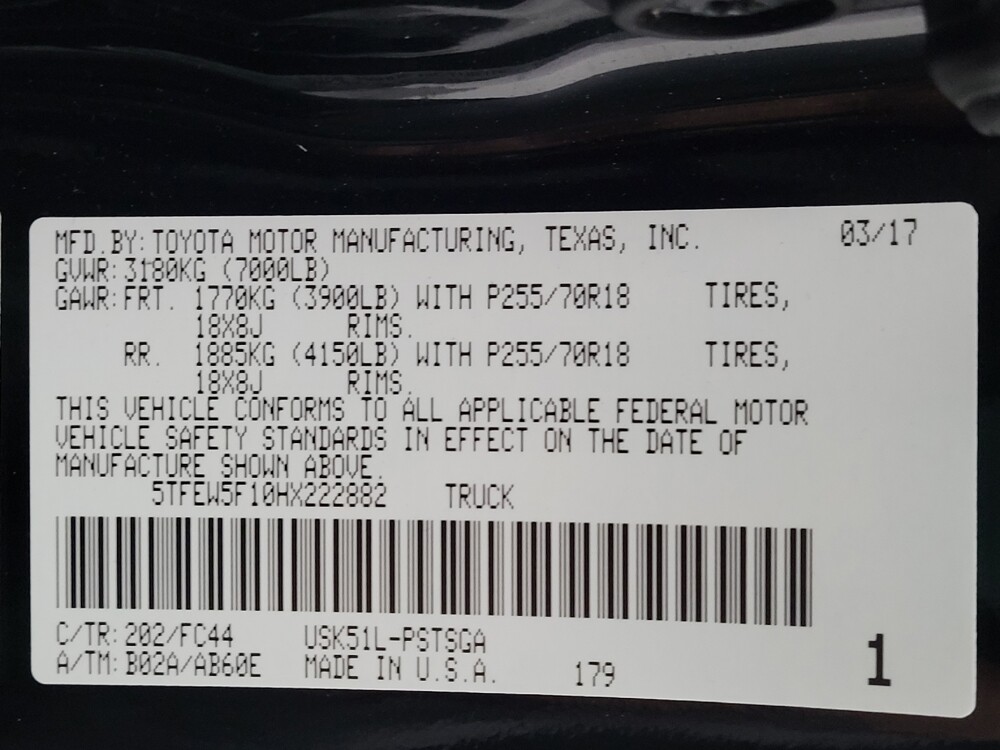 MFD.BY:TOYOTA MOTOR MANUFACTURING, TEXAS, INC. 03/17
GVWR:3180KG (7000LB)
GAWR:FRT. 1770KG (3900LB) WITH P255/70R18 TIRES,
18X8J RIMS.
RR. 1885KG (4150LB) WITH P255/70R18 TIRES,
18X8J RIMS.
THIS VEHICLE CONFORMS TO ALL APPLICABLE FEDERAL MOTOR
VEHICLE SAFETY STANDARDS IN EFFECT ON THE DATE OF
MANUFACTURE SHOWN ABOVE.
5TFEW5F10HX222882 TRUCK
C/TR:202/FC44 USK51L-PSTSGA
A/TM:B02A/AB60E MADE IN U.S.A. 179 1